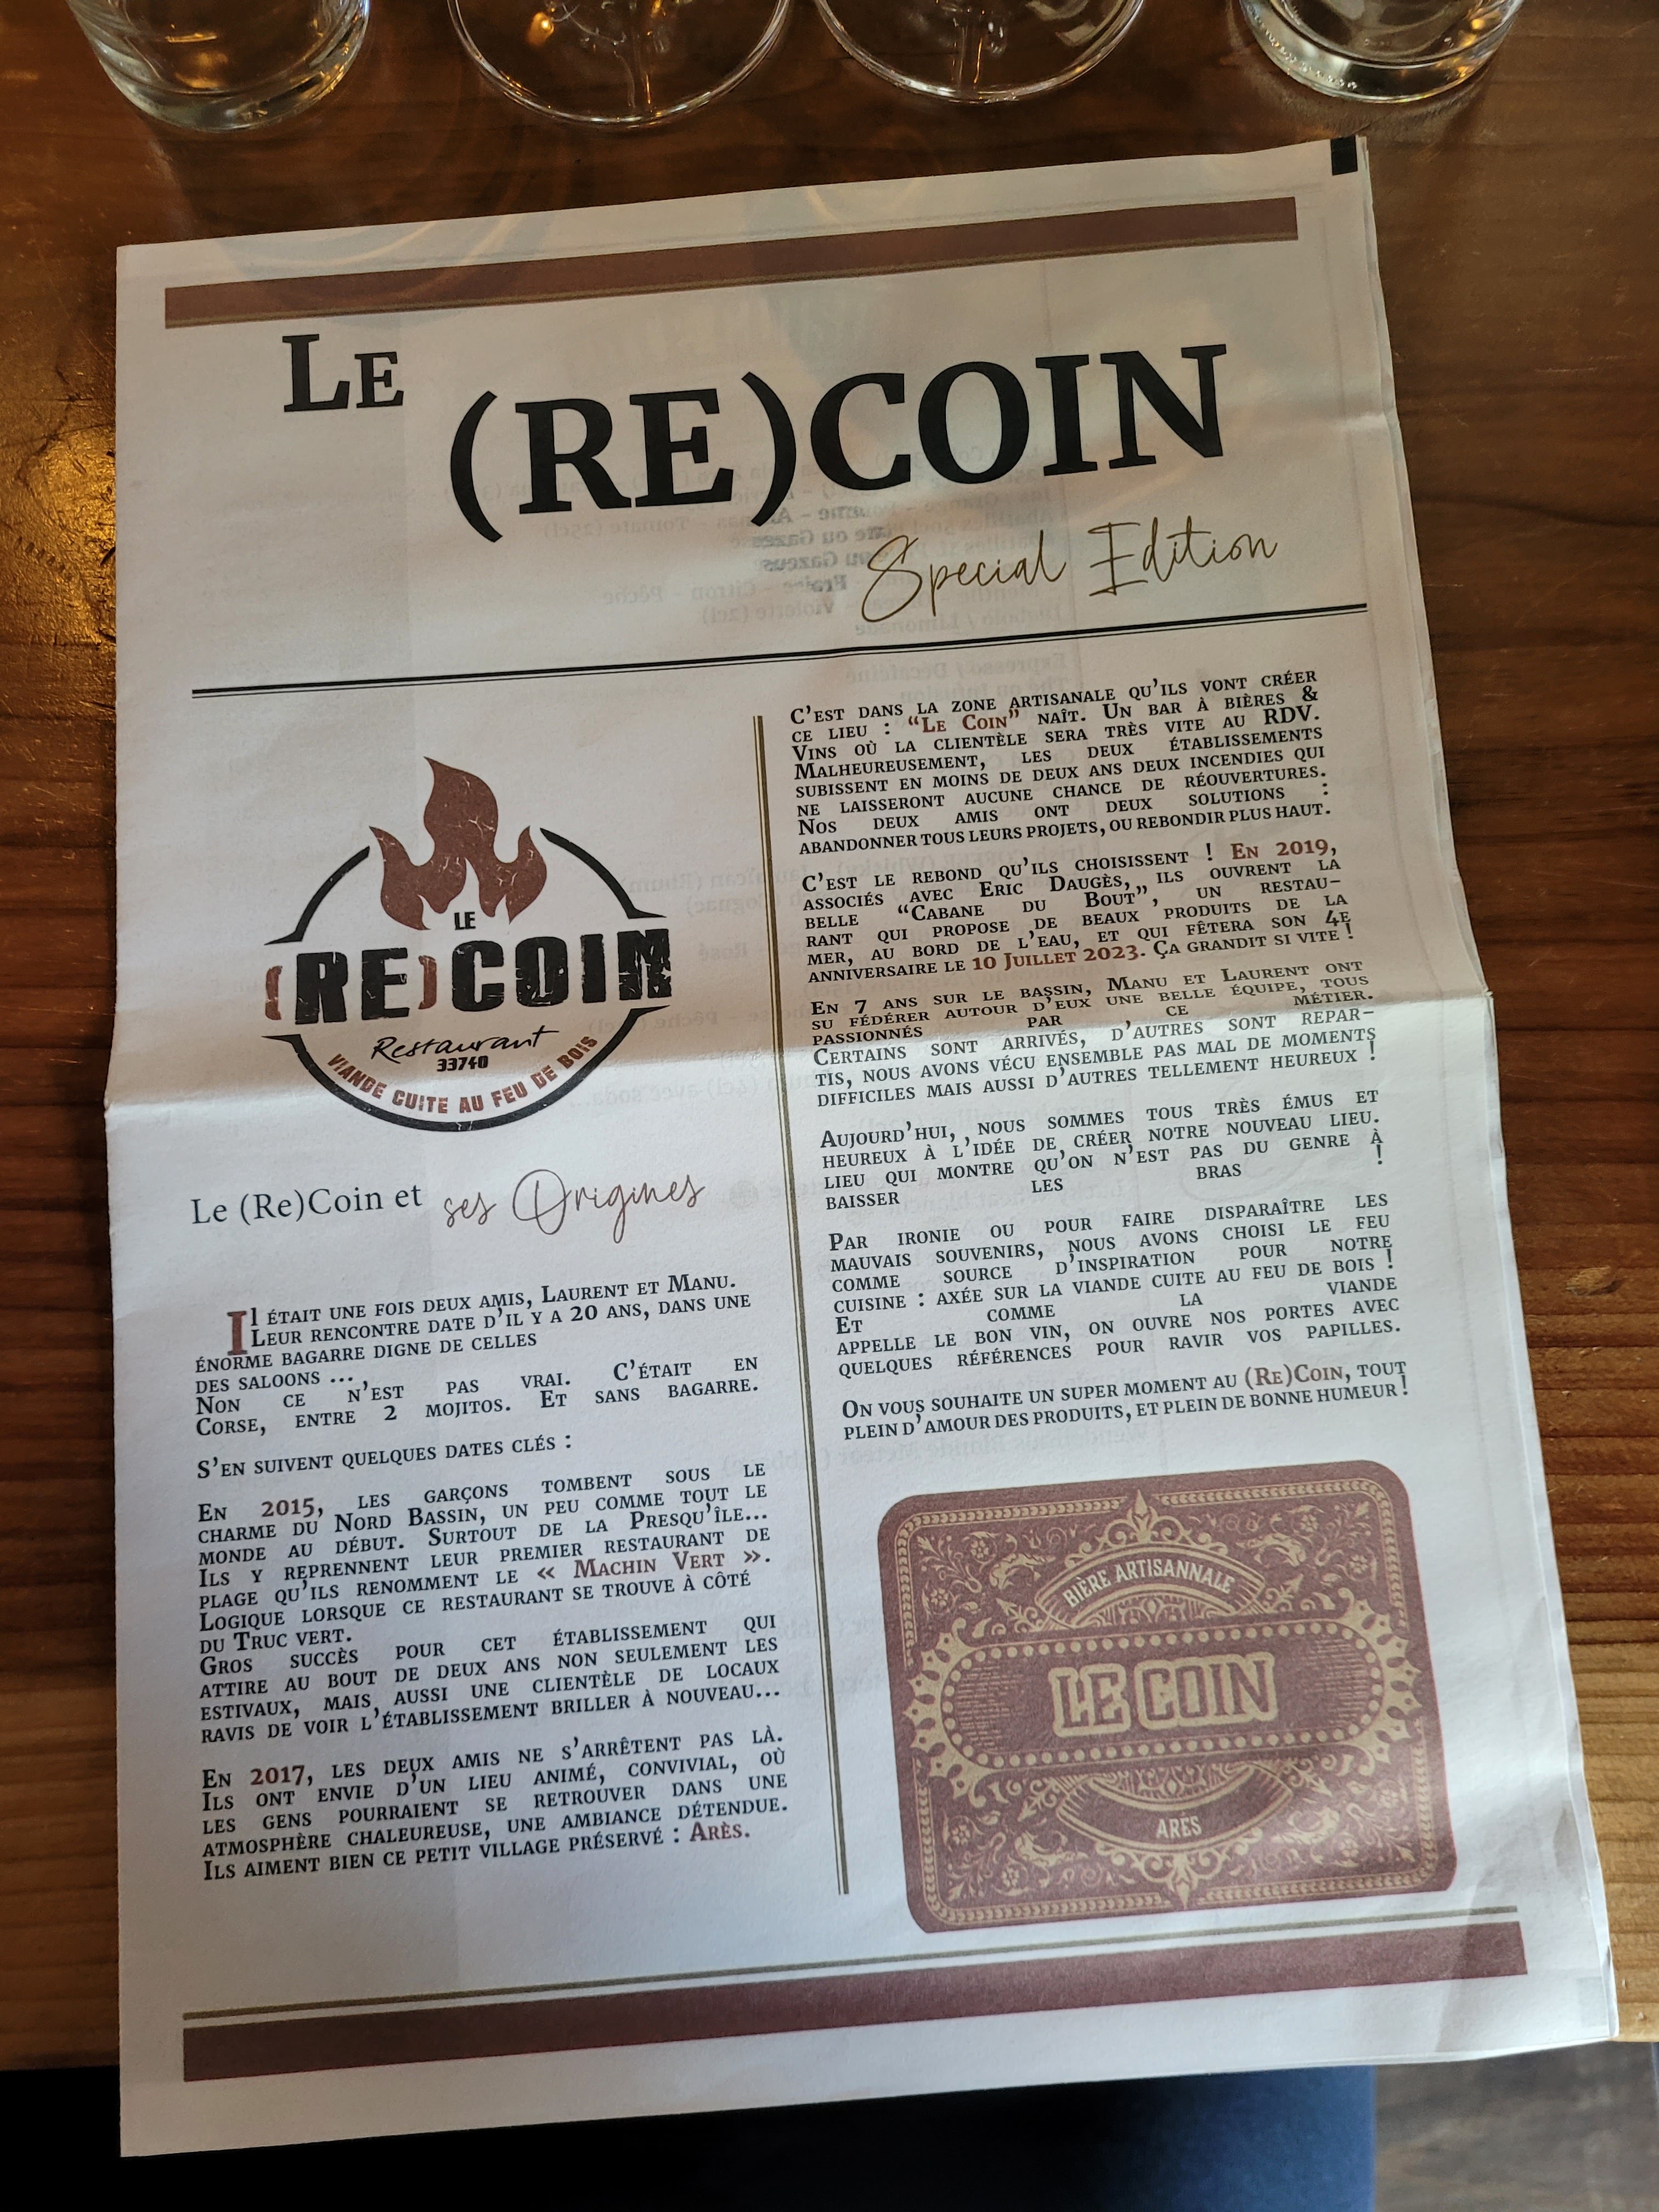 LE
(RE)COIN
Special Edition
LE
(RE)COIN
Restaurant
33740
VIANDE CUITE AU FEU DE BOIS
Le (Re)Coin et ses Origines
Il était une fois deux amis, Laurent et Manu.
Leur rencontre date d'il y a 20 ans, dans une
énorme bagarre digne de celles
des saloons ...
Non ce n'est pas vrai. C'était en
Corse, entre 2 mojitos. Et sans bagarre.
S'en suivent quelques dates clés :
En 2015, les garçons tombent sous le
charme du Nord Bassin, un peu comme tout le
monde au début. Surtout de la Presqu'île...
Ils y reprennent leur premier restaurant de
plage qu'ils renomment le « Machin Vert ».
Logique lorsque ce restaurant se trouve à côté
du Truc vert.
Gros succès pour cet établissement qui
attire au bout de deux ans non seulement les
estivaux, mais aussi une clientèle de locaux
ravis de voir l'établissement briller à nouveau...
En 2017, les deux amis ne s'arrêtent pas là.
Ils ont envie d'un lieu animé, convivial, où
les gens pourraient se retrouver dans une
atmosphère chaleureuse, une ambiance détendue.
Ils aiment bien ce petit village préservé : Arès.
C'est dans la zone artisanale qu'ils vont créer
ce lieu : "Le Coin" naît. Un bar à bières &
Vins où la clientèle sera très vite au RDV.
Malheureusement, les deux établissements
subissent en moins de deux ans deux incendies qui
ne laisseront aucune chance de réouvertures.
Nos deux amis ont deux solutions :
abandonner tous leurs projets, ou rebondir plus haut.
C'est le rebond qu'ils choisissent ! En 2019,
associés avec Eric Daugès, ils ouvrent la
belle "Cabane du Bout", un restau-
rant qui propose de beaux produits de la
mer, au bord de l'eau, et qui fêtera son 4e
anniversaire le 10 Juillet 2023. Ça grandit si vite !
En 7 ans sur le bassin, Manu et Laurent ont
su fédérer autour d'eux une belle équipe, tous
passionnés par ce métier.
Certains sont arrivés, d'autres sont repar-
tis, nous avons vécu ensemble pas mal de moments
difficiles mais aussi d'autres tellement heureux !
Aujourd'hui, nous sommes tous très émus et
heureux à l'idée de créer notre nouveau lieu.
lieu qui montre qu'on n'est pas du genre à
baisser les bras !
Par ironie ou pour faire disparaître les
mauvais souvenirs, nous avons choisi le feu
comme source d'inspiration pour notre
cuisine : axée sur la viande cuite au feu de bois !
Et comme la viande
appelle le bon vin, on ouvre nos portes avec
quelques références pour ravir vos papilles.
On vous souhaite un super moment au (Re)Coin, tout
plein d'amour des produits, et plein de bonne humeur !
BIÈRE ARTISANNALE
LE COIN
ARÈS